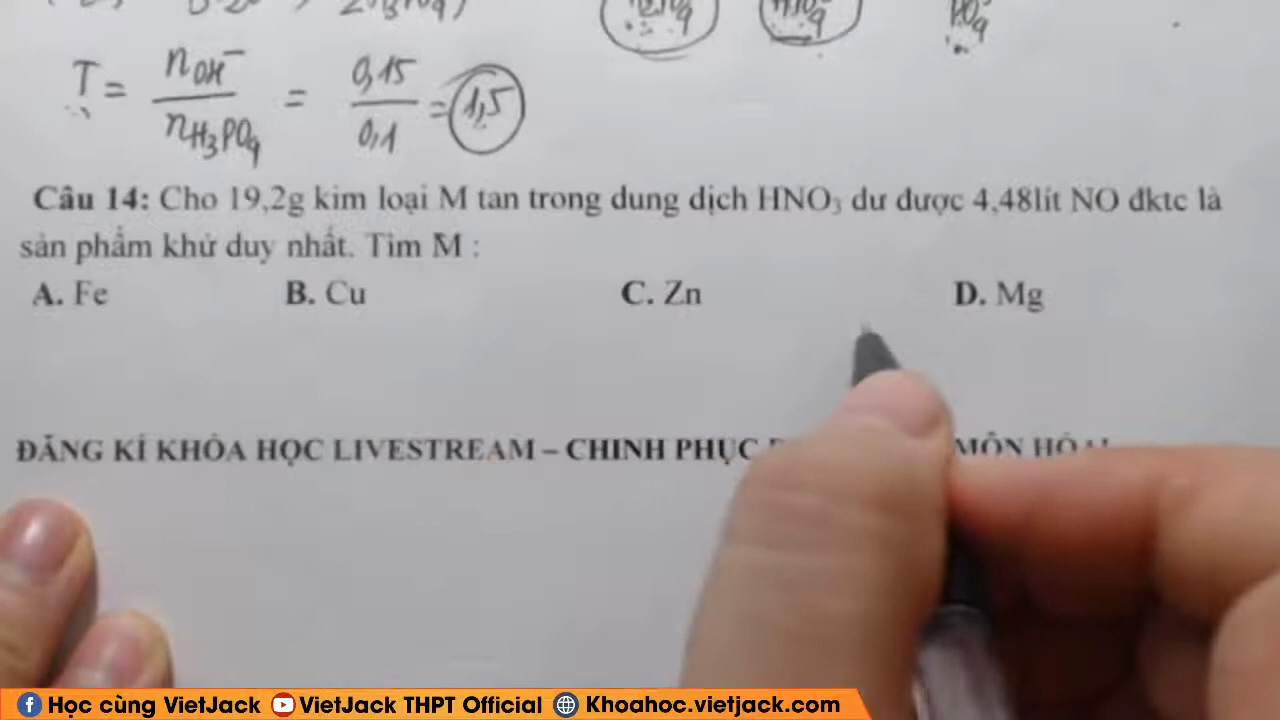 T = nOH⁻ / nH₃PO₄ = 0,15 / 0,1 = 1,5
Câu 14: Cho 19,2g kim loại M tan trong dung dịch HNO₃ dư được 4,48lít NO đktc là
sản phẩm khử duy nhất. Tìm M :
A. Fe B. Cu C. Zn D. Mg
ĐĂNG KÍ KHÓA HỌC LIVESTREAM – CHINH PHỤC MÔN HÓA
Học cùng VietJack VietJack THPT Official Khoahoc.vietjack.com